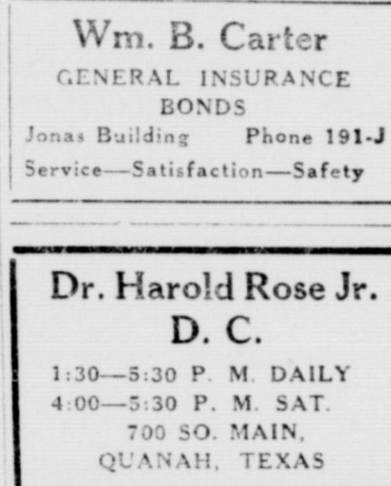 Wm. B. Carter
GENERAL INSURANCE
BONDS
Jonas Building Phone 191-J
Service—Satisfaction—Safety
Dr. Harold Rose Jr.
D. C.
1:30—5:30 P. M. DAILY
4:00—5:30 P. M. SAT.
700 SO. MAIN,
QUANAH, TEXAS